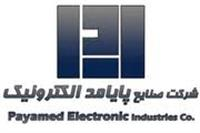 شرکت صنایع پایامد الکترونیک
Payamed Electronic Industries Co.